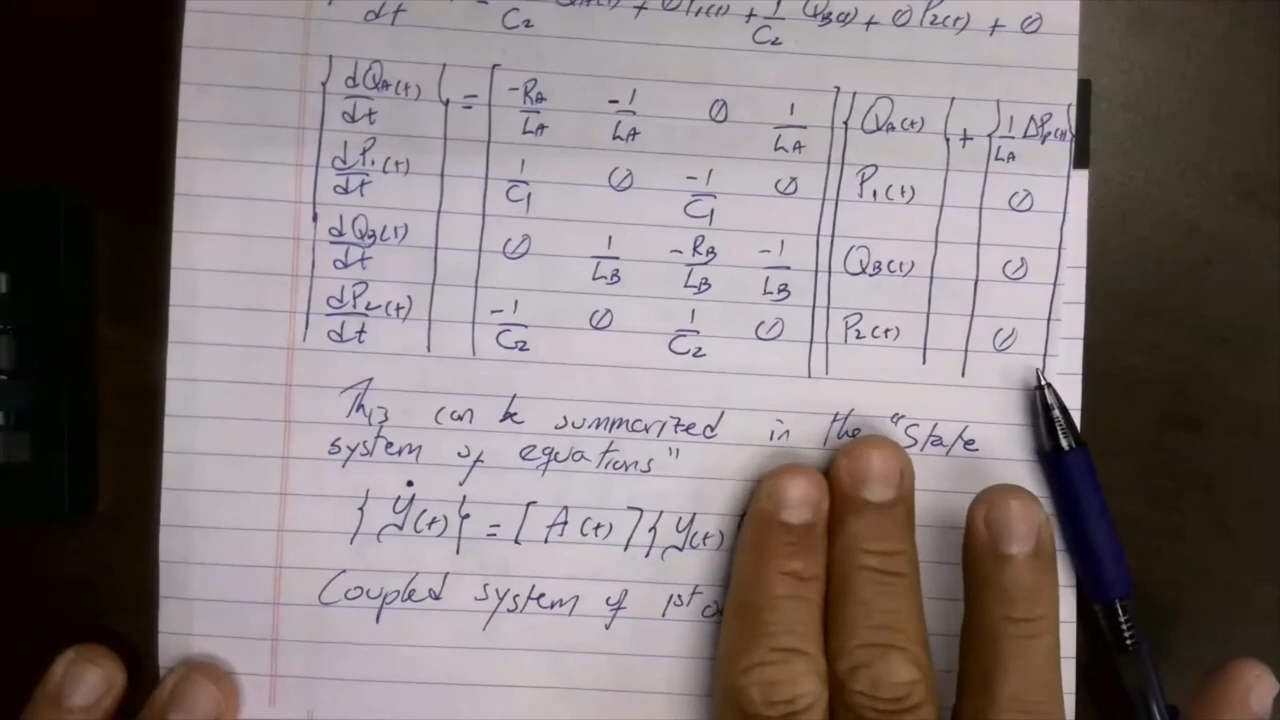 dt C2 + 0 P1(t) + 1/C2 QB(t) + 0 P2(t) + 0
{dQA(t)/dt} = [-RA/LA -1/LA 0 1/LA] {QA(t)} + {1/LA ΔPp(t)}
dP1(t)/dt 1/C1 0 -1/C1 0 P1(t) 0
dQB(t)/dt 0 1/LB -RB/LB -1/LB QB(t) 0
dP2(t)/dt -1/C2 0 1/C2 0 P2(t) 0
This can be summarized in the "State
system of equations"
{ẏ(t)} = [A(t)]{y(t)
Coupled system of 1st